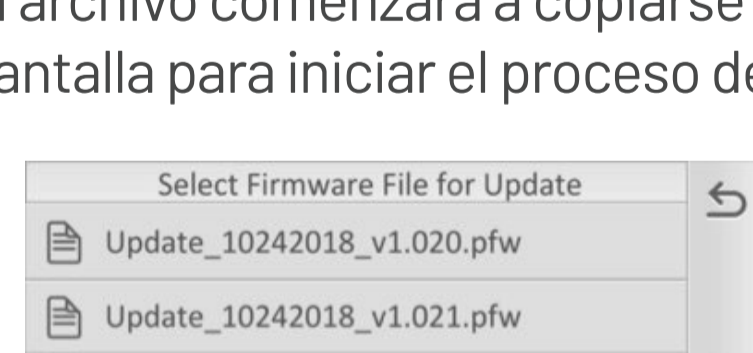 archivo comenzará a copiarse
antalla para iniciar el proceso de
Select Firmware File for Update
Update_10242018_v1.020.pfw
Update_10242018_v1.021.pfw